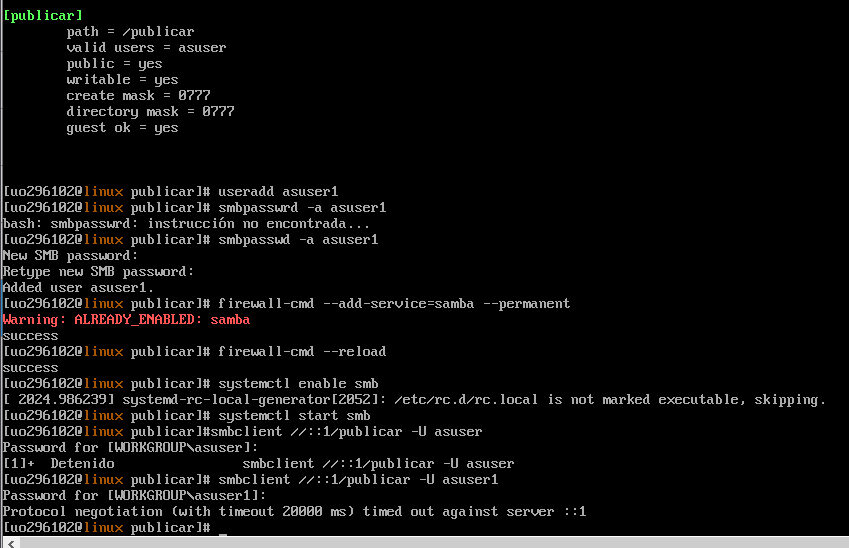 [publicar]
path = /publicar
valid users = asuser
public = yes
writable = yes
create mask = 0777
directory mask = 0777
guest ok = yes
[uo296102@linux publicar]# useradd asuser1
[uo296102@linux publicar]# smbpasswrd -a asuser1
bash: smbpasswrd: instrucción no encontrada...
[uo296102@linux publicar]# smbpasswd -a asuser1
New SMB password:
Retype new SMB password:
Added user asuser1.
[uo296102@linux publicar]# firewall-cmd --add-service=samba --permanent
Warning: ALREADY_ENABLED: samba
success
[uo296102@linux publicar]# firewall-cmd --reload
success
[uo296102@linux publicar]# systemctl enable smb
[ 2024.986239] systemd-rc-local-generator[2052]: /etc/rc.d/rc.local is not marked executable, skipping.
[uo296102@linux publicar]# systemctl start smb
[uo296102@linux publicar]#smbclient //::1/publicar -U asuser
Password for [WORKGROUP\asuser]:
[1]+  Detenido                smbclient //::1/publicar -U asuser
[uo296102@linux publicar]# smbclient //::1/publicar -U asuser1
Password for [WORKGROUP\asuser1]:
Protocol negotiation (with timeout 20000 ms) timed out against server ::1
[uo296102@linux publicar]# _